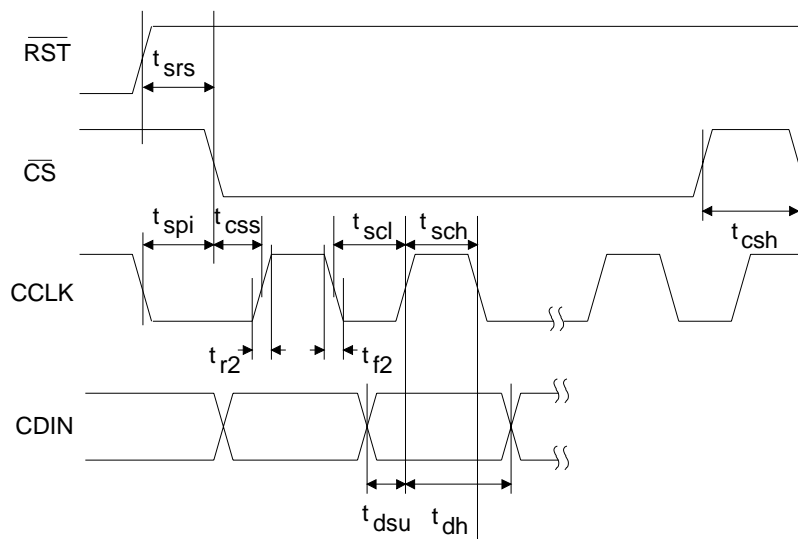 RST
t srs
CS
t spi
t css
t scl
t sch
t csh
CCLK
t r2
t f2
CDIN
t dsu
t dh